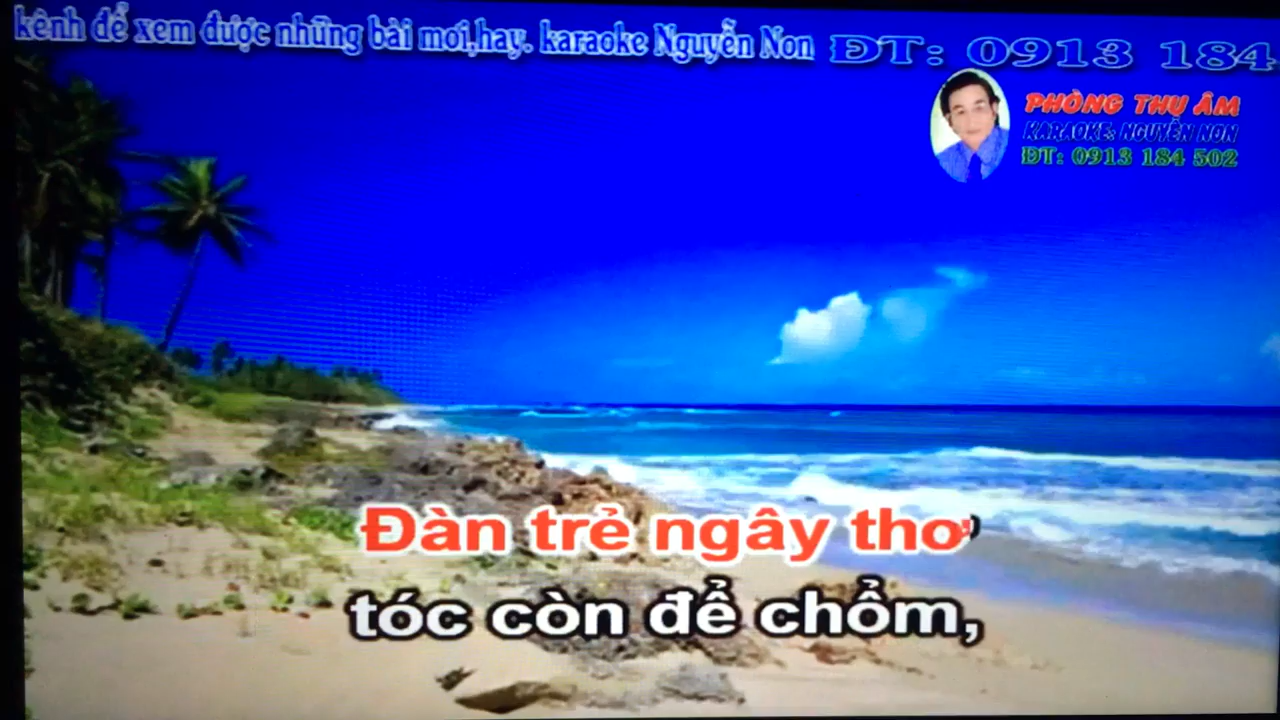 kênh để xem được những bài mới,hay. karaoke Nguyễn Non ĐT: 0913 184
PHÒNG THU ÂM
KARAOKE: NGUYỄN NON
ĐT: 0913 184 502
Đàn trẻ ngây thơ
tóc còn để chổm,